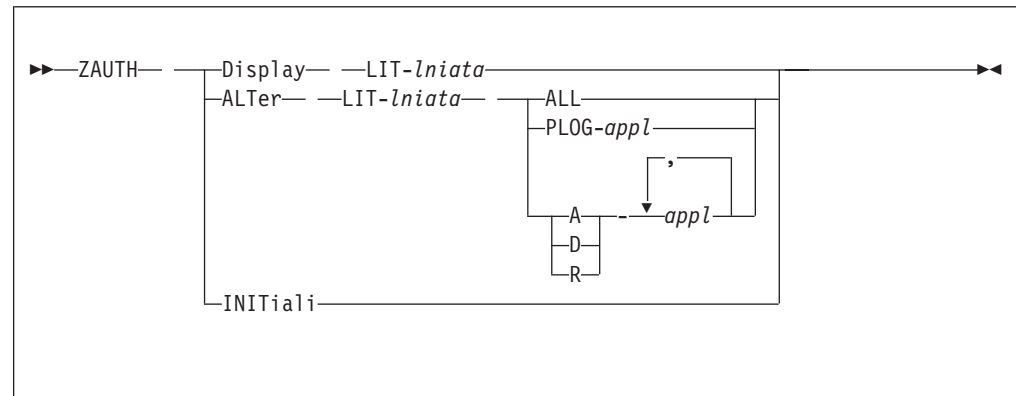 ZAUTH Display LIT-lniata
ALTer LIT-lniata ALL
PLOG-appl
,
A - appl
D
R
INITiali